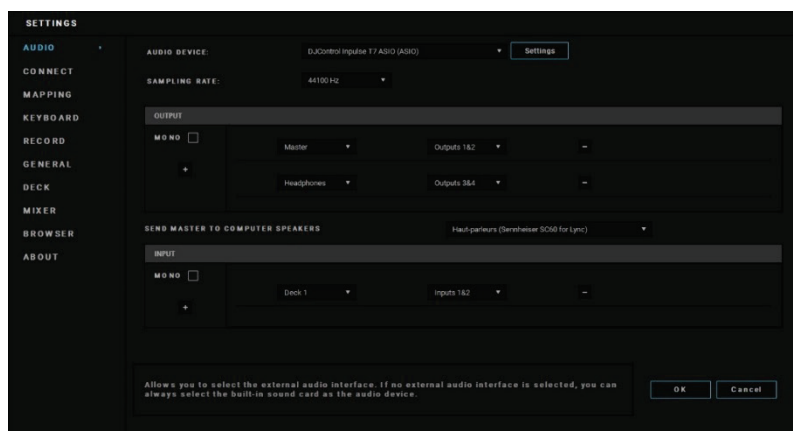 SETTINGS
AUDIO
CONNECT
MAPPING
KEYBOARD
RECORD
GENERAL
DECK
MIXER
BROWSER
ABOUT
AUDIO DEVICE: DJControl Inpulse T7 ASIO (ASIO) Settings
SAMPLING RATE: 44100 Hz
OUTPUT
MONO
+
Master Outputs 1&2 -
Headphones Outputs 3&4 -
SEND MASTER TO COMPUTER SPEAKERS Haut-parleurs (Sennheiser SC60 for Lync)
INPUT
MONO
+
Deck 1 Inputs 1&2 -
Allows you to select the external audio interface. If no external audio interface is selected, you can
always select the built-in sound card as the audio device.
OK Cancel